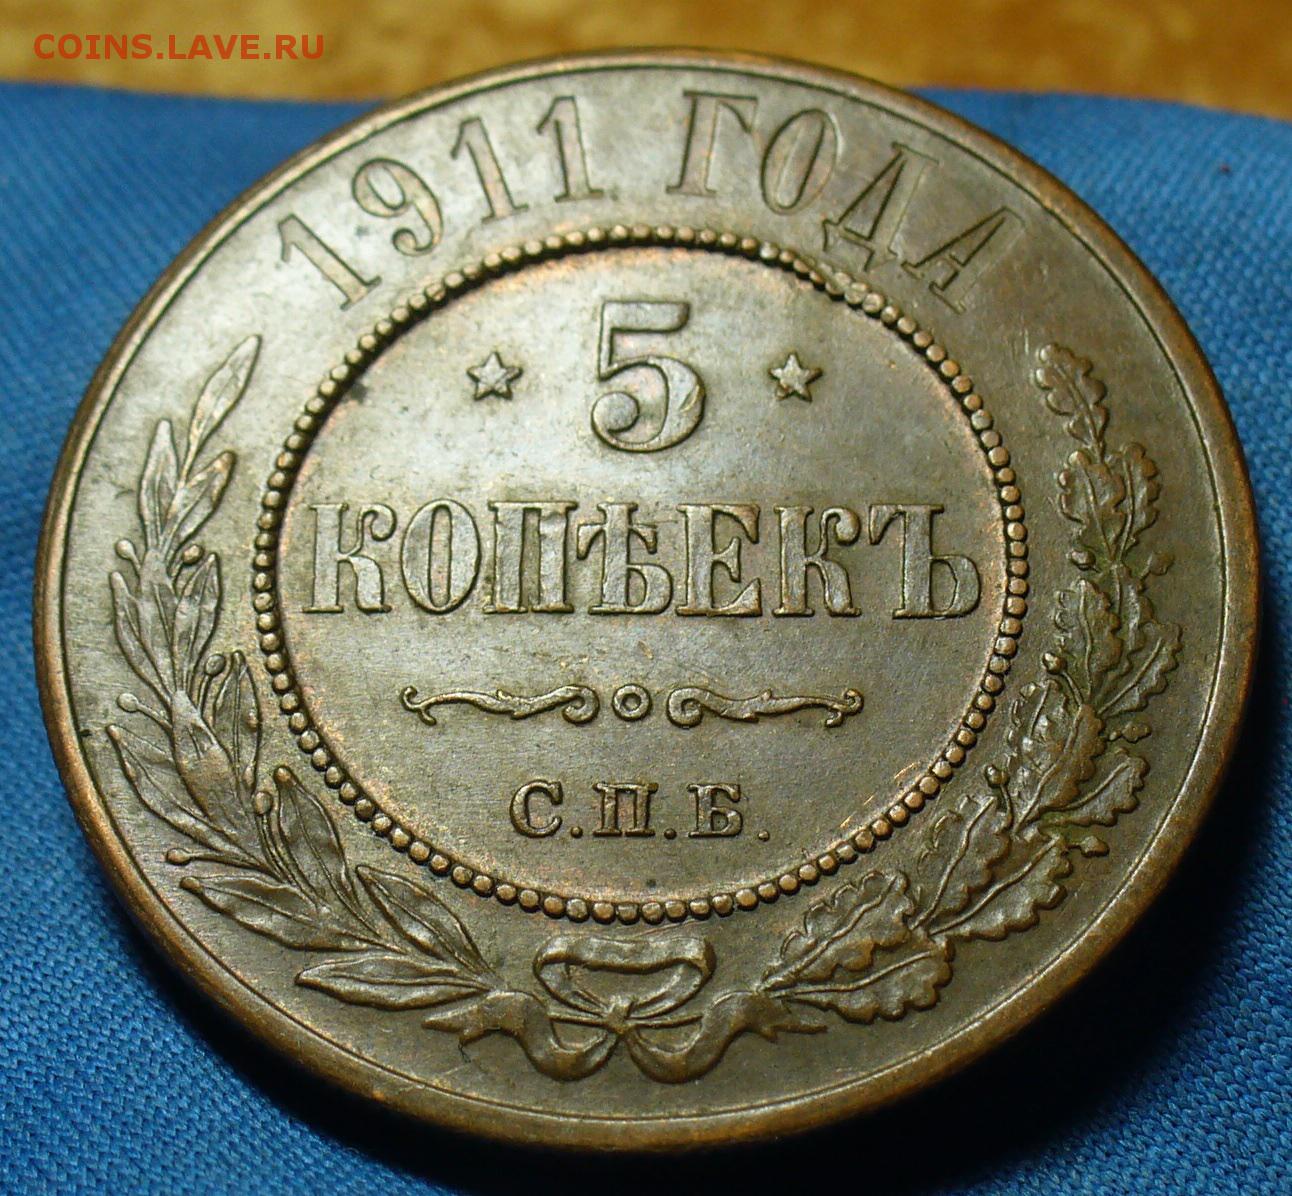 COINS.LAVE.RU
1911 ГОДА
5
КОПѢЕКЪ
С.П.Б.